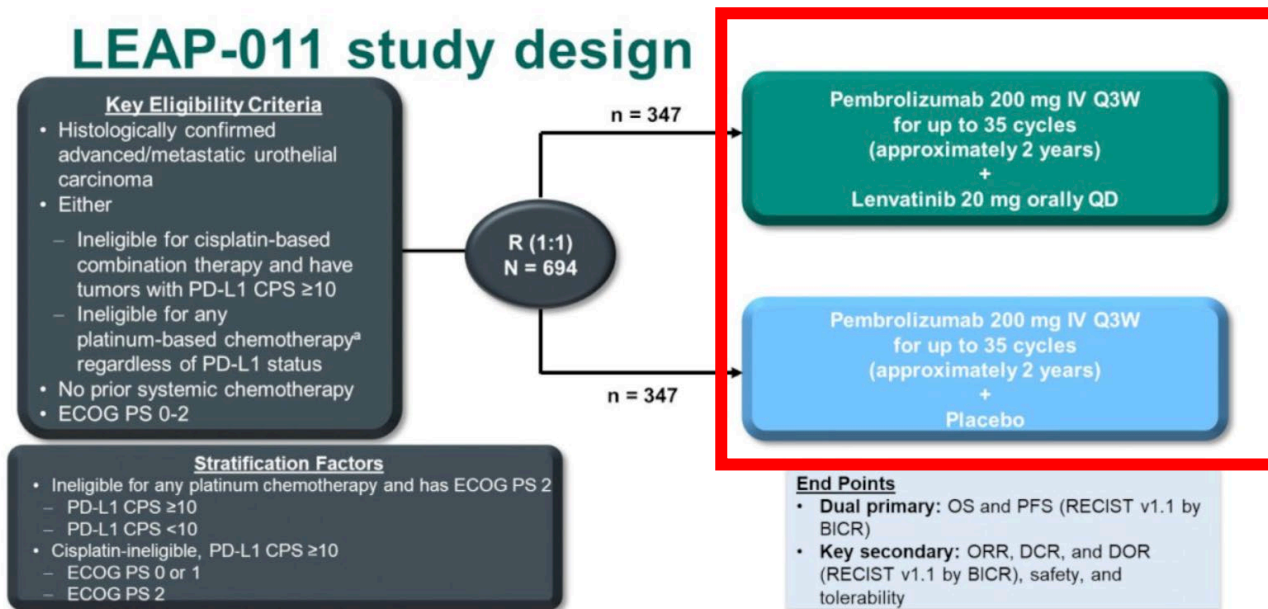 LEAP-011 study design
Key Eligibility Criteria
• Histologically confirmed
advanced/metastatic urothelial
carcinoma
• Either
– Ineligible for cisplatin-based
combination therapy and have
tumors with PD-L1 CPS ≥10
– Ineligible for any
platinum-based chemotherapyᵃ
regardless of PD-L1 status
• No prior systemic chemotherapy
• ECOG PS 0-2
Stratification Factors
• Ineligible for any platinum chemotherapy and has ECOG PS 2
– PD-L1 CPS ≥10
– PD-L1 CPS <10
• Cisplatin-ineligible, PD-L1 CPS ≥10
– ECOG PS 0 or 1
– ECOG PS 2
R (1:1)
N = 694
n = 347
n = 347
Pembrolizumab 200 mg IV Q3W
for up to 35 cycles
(approximately 2 years)
+
Lenvatinib 20 mg orally QD
Pembrolizumab 200 mg IV Q3W
for up to 35 cycles
(approximately 2 years)
+
Placebo
End Points
• Dual primary: OS and PFS (RECIST v1.1 by
BICR)
• Key secondary: ORR, DCR, and DOR
(RECIST v1.1 by BICR), safety, and
tolerability